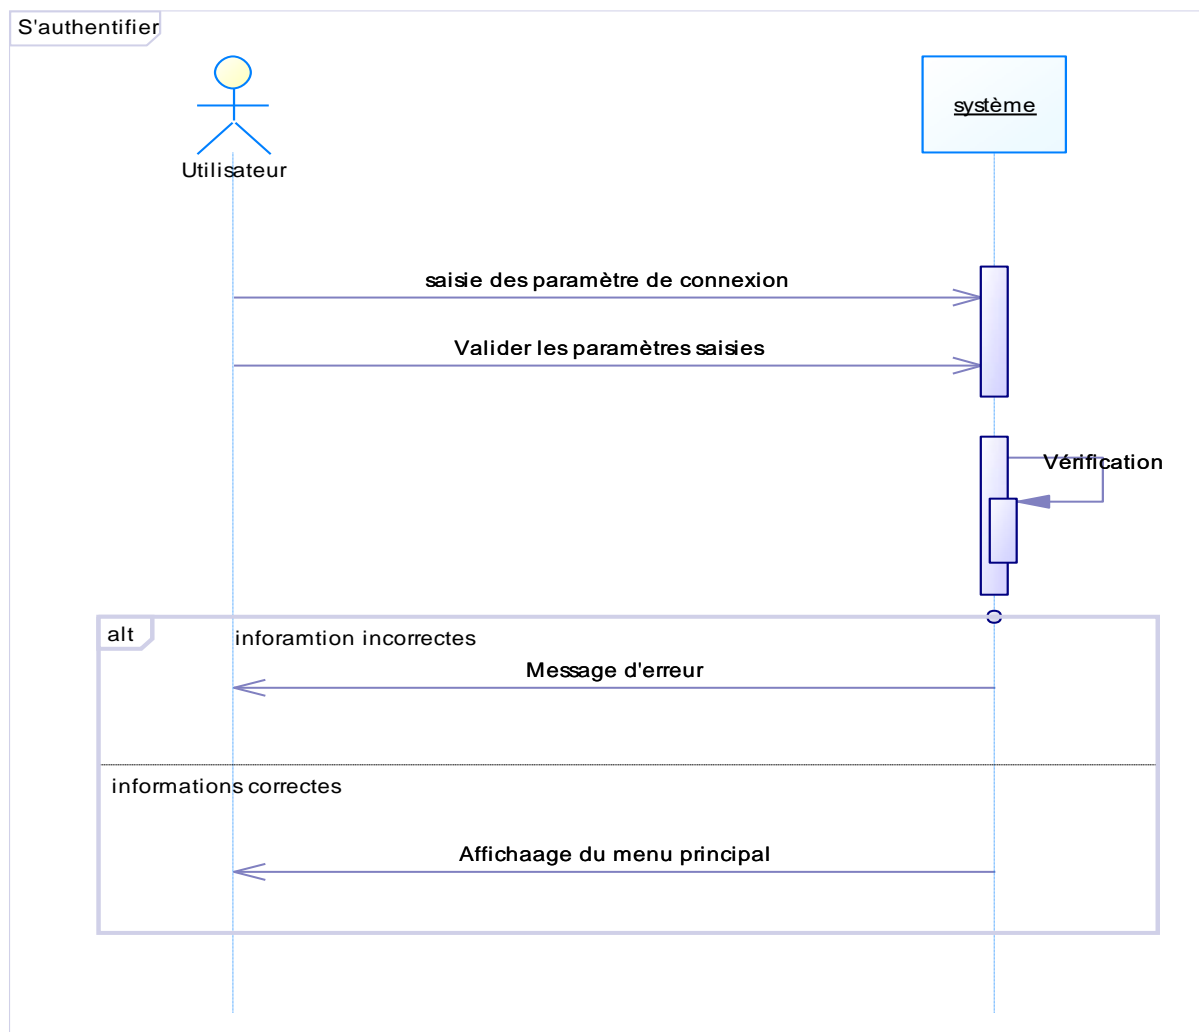 S'authentifier
système
Utilisateur
saisie des paramètre de connexion
Valider les paramètres saisies
Vérification
alt
inforamtion incorrectes
Message d'erreur
informations correctes
Affichaage du menu principal